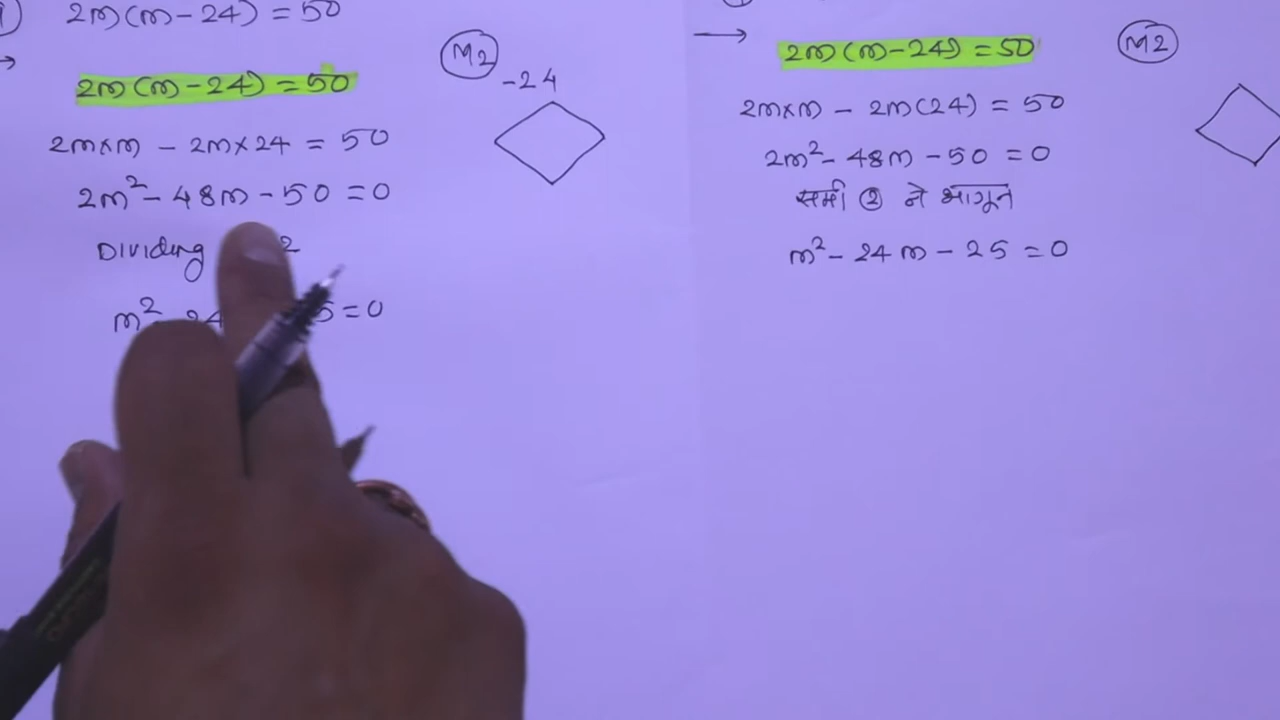 2m(m-24) = 50
2m(m-24) = 50
M2
-24
2m×m - 2m×24 = 50
2m² - 48m - 50 = 0
Dividing 2
m² = 0
2m(m-24) = 50
M2
2m×m - 2m(24) = 50
2m² - 48m - 50 = 0
समी ② ने भागून
m² - 24m - 25 = 0